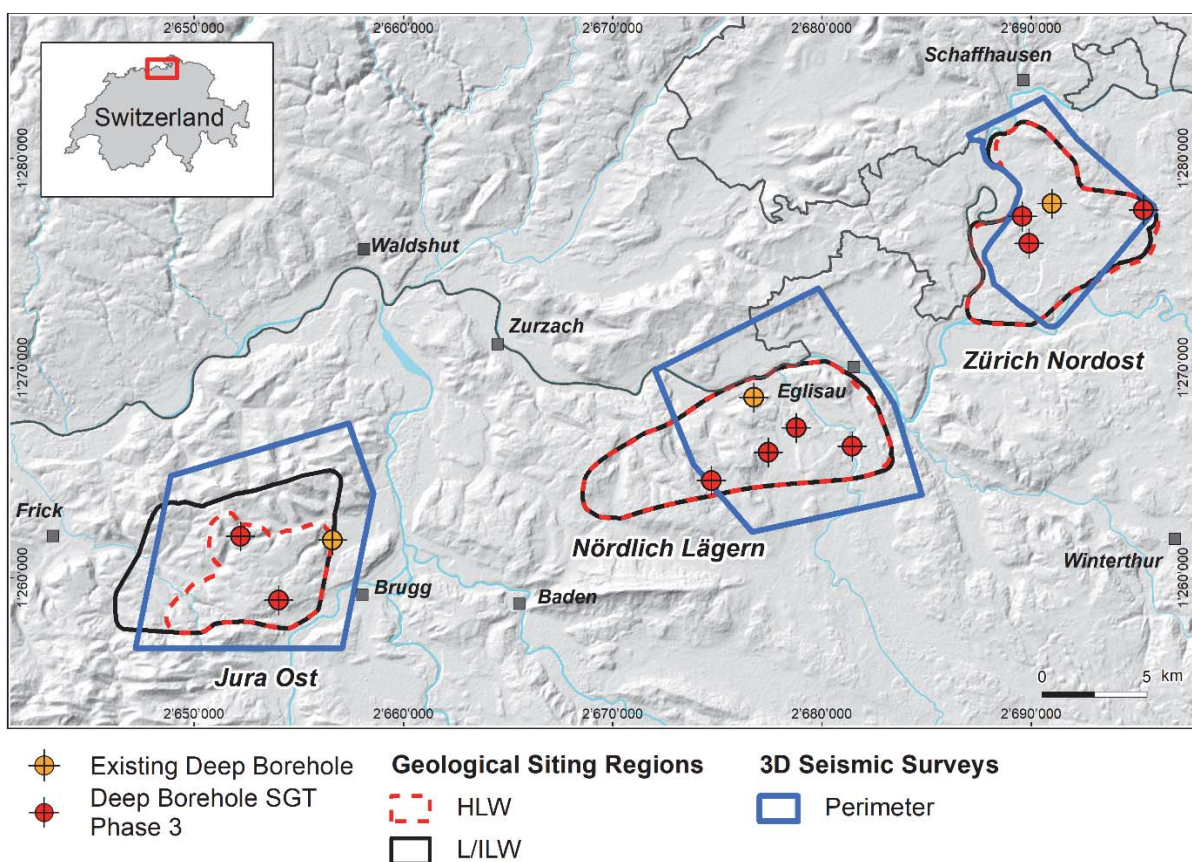 2'650'000
2'660'000
2'670'000
2'680'000
2'690'000
Switzerland
Schaffhausen
1'280'000
1'280'000
Waldshut
Zurzach
Zürich Nordost
1'270'000
1'270'000
Eglisau
Frick
Nördlich Lägern
Winterthur
1'260'000
1'260'000
Brugg
Baden
Jura Ost
0
5
km
2'650'000
2'660'000
2'670'000
2'680'000
2'690'000
Existing Deep Borehole
Deep Borehole SGT
Phase 3
Geological Siting Regions
HLW
L/ILW
3D Seismic Surveys
Perimeter